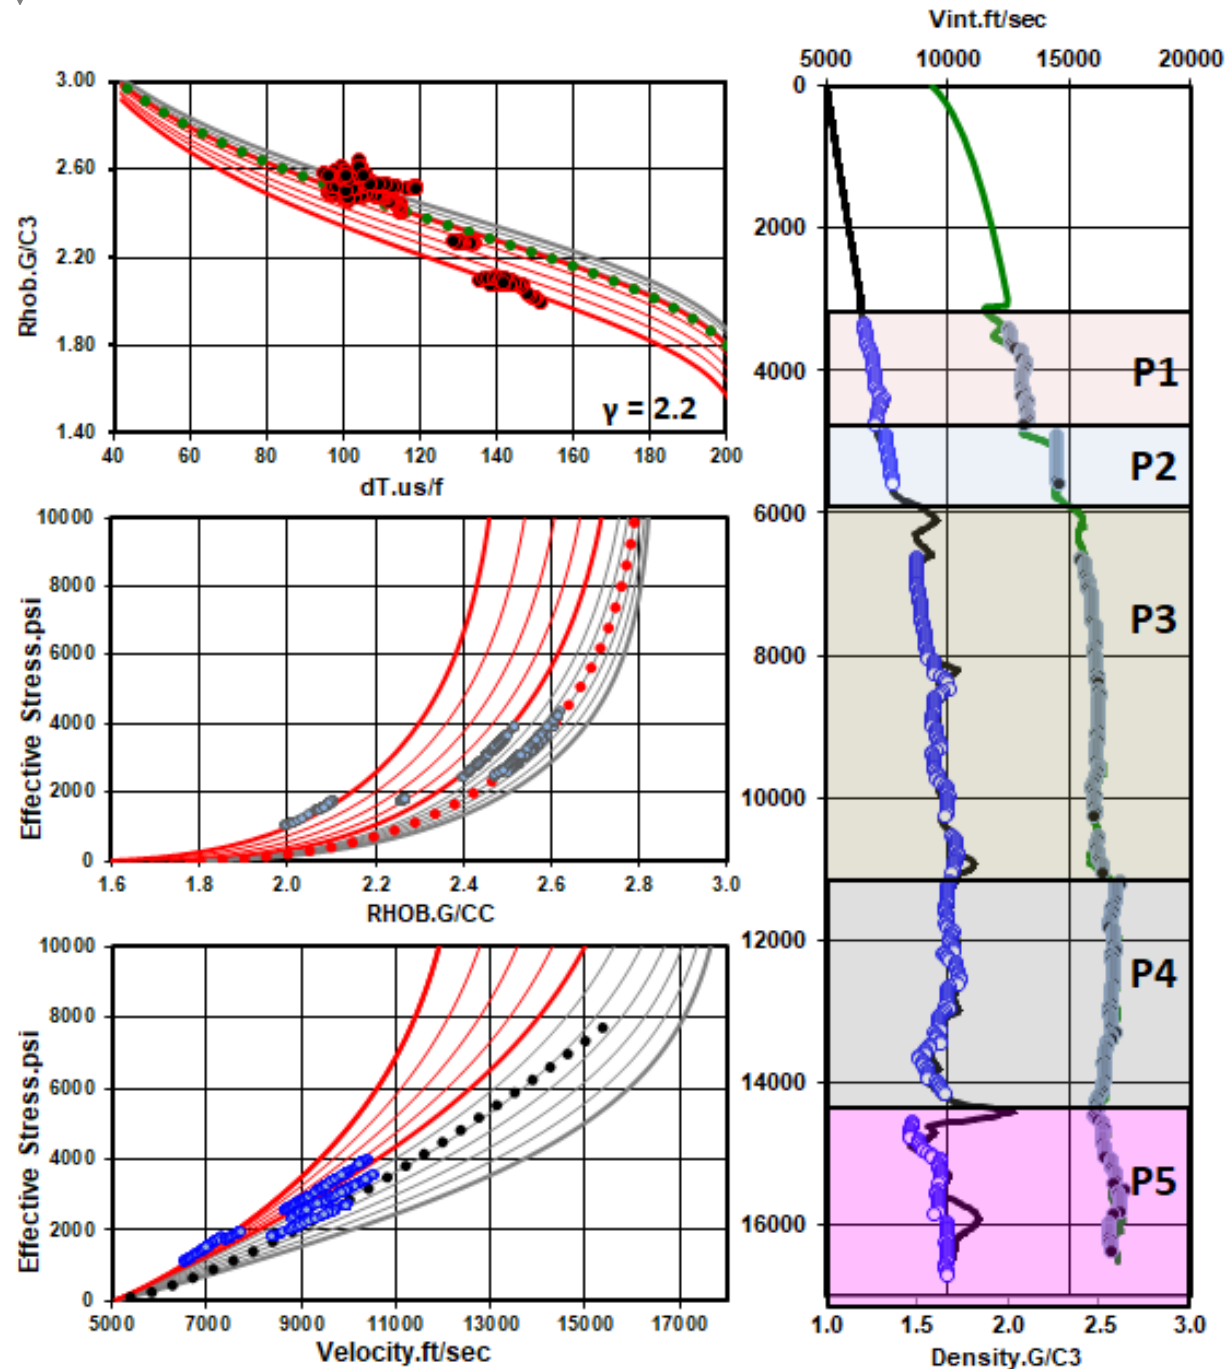 Vint.ft/sec
5000 10000 15000 20000
0
2000
4000
6000
8000
10000
12000
14000
16000
P1
P2
P3
P4
P5
1.0 1.5 2.0 2.5 3.0
Density.G/C3
Rhob.G/C3
3.00
2.60
2.20
1.80
1.40
γ = 2.2
40 60 80 100 120 140 160 180 200
dT.us/f
Effective Stress.psi
10000
8000
6000
4000
2000
0
1.6 1.8 2.0 2.2 2.4 2.6 2.8 3.0
RHOB.G/CC
Effective Stress.psi
10000
8000
6000
4000
2000
0
5000 7000 9000 11000 13000 15000 17000
Velocity.ft/sec